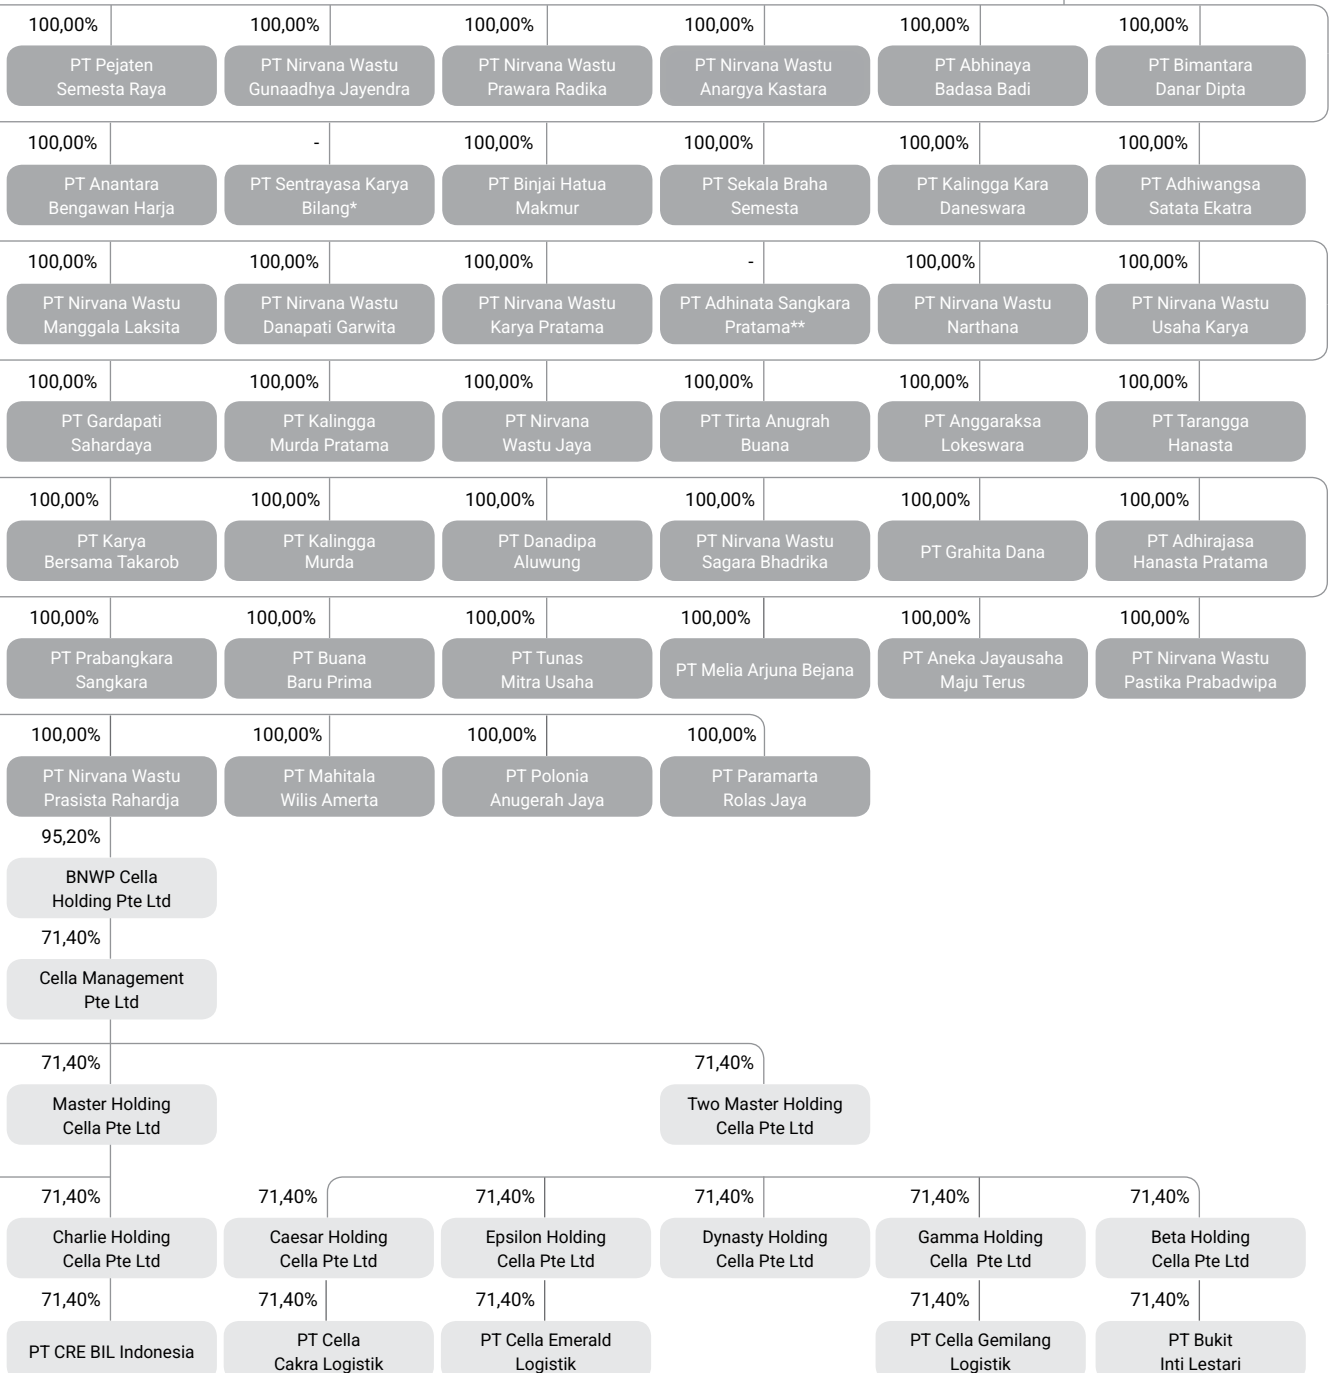 100,00% 100,00% 100,00% 100,00% 100,00% 100,00%
PT Pejaten PT Nirvana Wastu PT Nirvana Wastu PT Nirvana Wastu PT Abhinaya PT Bimantara
Semesta Raya Gunaadhya Jayendra Prawara Radika Anargya Kastara Badasa Badi Danar Dipta
100,00% - 100,00% 100,00% 100,00% 100,00%
PT Anantara PT Sentrayasa Karya PT Binjai Hatua PT Sekala Braha PT Kalingga Kara PT Adhiwangsa
Bengawan Harja Bilang* Makmur Semesta Daneswara Satata Ekatra
100,00% 100,00% 100,00% - 100,00% 100,00%
PT Nirvana Wastu PT Nirvana Wastu PT Nirvana Wastu PT Adhinata Sangkara PT Nirvana Wastu PT Nirvana Wastu
Manggala Laksita Danapati Garwita Karya Pratama Pratama** Narthana Usaha Karya
100,00% 100,00% 100,00% 100,00% 100,00% 100,00%
PT Gardapati PT Kalingga PT Nirvana PT Tirta Anugrah PT Anggaraksa PT Tarangga
Sahardaya Murda Pratama Wastu Jaya Buana Lokeswara Hanasta
100,00% 100,00% 100,00% 100,00% 100,00% 100,00%
PT Karya PT Kalingga PT Danadipa PT Nirvana Wastu PT Grahita Dana PT Adhirajasa
Bersama Takarob Murda Aluwung Sagara Bhadrika Hanasta Pratama
100,00% 100,00% 100,00% 100,00% 100,00% 100,00%
PT Prabangkara PT Buana PT Tunas PT Melia Arjuna Bejana PT Aneka Jayausaha PT Nirvana Wastu
Sangkara Baru Prima Mitra Usaha Maju Terus Pastika Prabadwipa
100,00% 100,00% 100,00% 100,00%
PT Nirvana Wastu PT Mahitala PT Polonia PT Paramarta
Prasista Rahardja Wilis Amerta Anugerah Jaya Rolas Jaya
95,20%
BNWP Cella
Holding Pte Ltd
71,40%
Cella Management
Pte Ltd
71,40% 71,40%
Master Holding Two Master Holding
Cella Pte Ltd Cella Pte Ltd
71,40% 71,40% 71,40% 71,40% 71,40% 71,40%
Charlie Holding Caesar Holding Epsilon Holding Dynasty Holding Gamma Holding Beta Holding
Cella Pte Ltd Cella Pte Ltd Cella Pte Ltd Cella Pte Ltd Cella Pte Ltd Cella Pte Ltd
71,40% 71,40% 71,40% 71,40% 71,40%
PT CRE BIL Indonesia PT Cella PT Cella Emerald PT Cella Gemilang PT Bukit
Cakra Logistik Logistik Logistik Inti Lestari